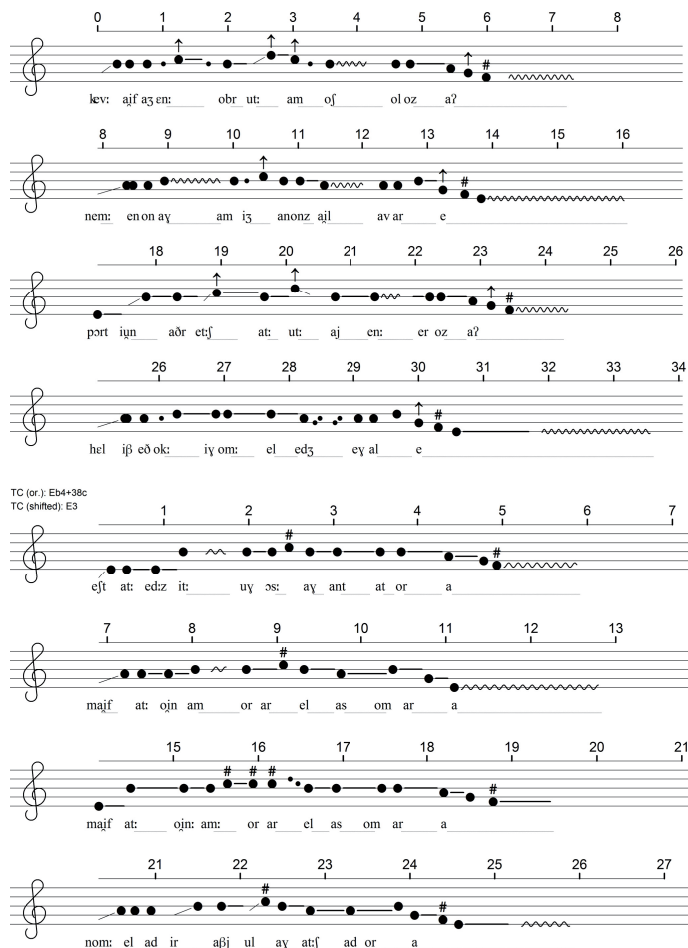 0 1 2 3 4 5 6 7 8
kev: ai̯f aʒ ɛn: obr ut: am oʃ ol oz a?
8 9 10 11 12 13 14 15 16
nem: en on aɣ am iʒ anonz ai̯l av ar e
18 19 20 21 22 23 24 25 26
pɔrt iu̯n aðr et:ʃ at: ut: aj en: er oz a?
26 27 28 29 30 31 32 33 34
hɛl iβ eð ok: iɣ om: el edʒ eɣ al e
TC (or.): Eb4+38c
TC (shifted): E3
1 2 3 4 5 6 7
eʃt at: ed:z it: uɣ ɔs: aɣ ant at or a
7 8 9 10 11 12 13
mai̯f at: oi̯n am or ar el as om ar a
15 16 17 18 19 20 21
mai̯f at: oi̯n: am: or ar el as om ar a
21 22 23 24 25 26 27
nom: el ad ir aβj ul aɣ at:ʃ ad or a